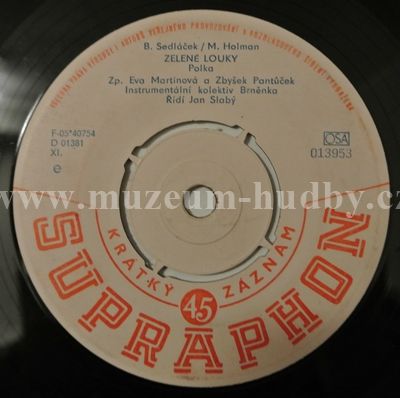 B. Sedláček / M. Holman
ZELENÉ LOUKY
Polka
Zp. Eva Martinová a Zbyšek Pantůček
Instrumentální kolektiv Brněnka
Řídí Jan Slabý
F-05*40754
D 01381
XI.
e
OSA
013953
www.muzeum-hudby.cz
KRÁTKÝ 45 ZÁZNAM
SUPRAPHON